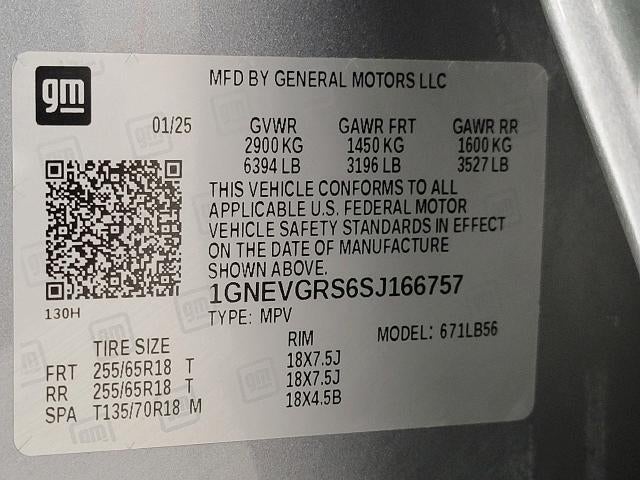 gm
MFD BY GENERAL MOTORS LLC
01/25 GVWR GAWR FRT GAWR RR
2900 KG 1450 KG 1600 KG
6394 LB 3196 LB 3527 LB
THIS VEHICLE CONFORMS TO ALL
APPLICABLE U.S. FEDERAL MOTOR
VEHICLE SAFETY STANDARDS IN EFFECT
ON THE DATE OF MANUFACTURE
SHOWN ABOVE.
1GNEVGRS6SJ166757
130H
TYPE: MPV MODEL: 671LB56
TIRE SIZE RIM
FRT 255/65R18 T 18X7.5J
RR 255/65R18 T 18X7.5J
SPA T135/70R18 M 18X4.5B